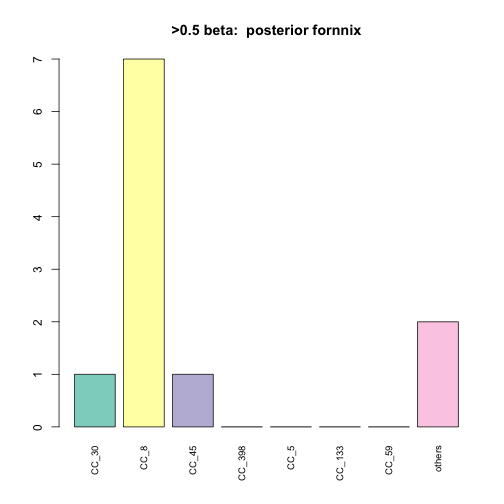 >0.5 beta:  posterior fornnix
7
6
5
4
3
2
1
0
CC_30
CC_8
CC_45
CC_398
CC_5
CC_133
CC_59
others